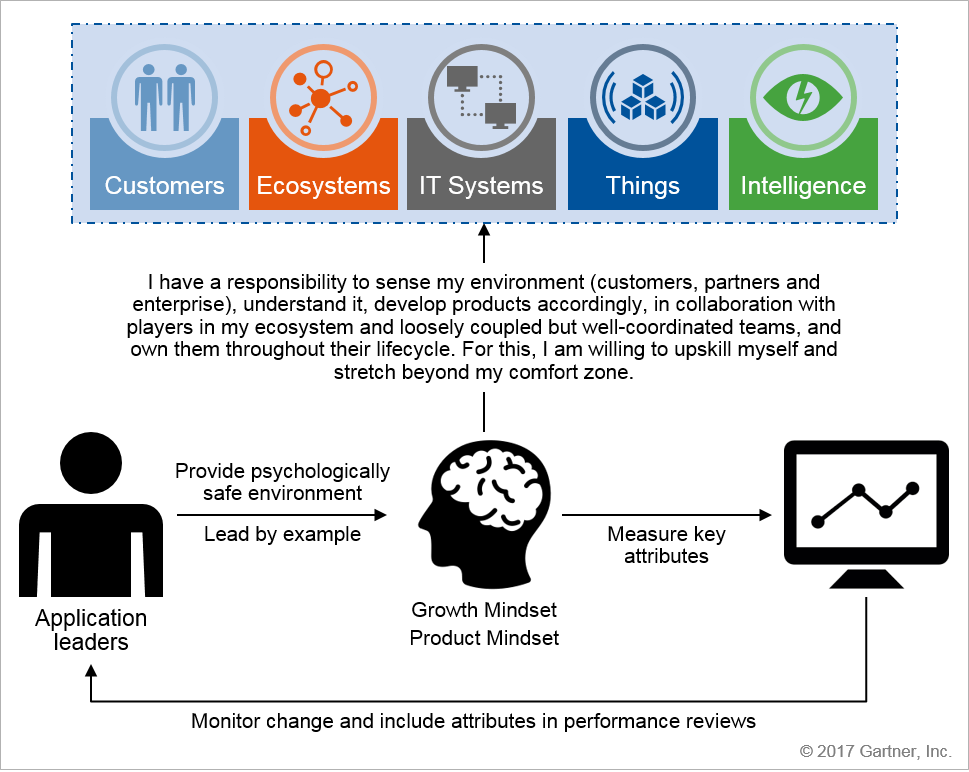 Customers
Ecosystems
IT Systems
Things
Intelligence
I have a responsibility to sense my environment (customers, partners and
enterprise), understand it, develop products accordingly, in collaboration with
players in my ecosystem and loosely coupled but well-coordinated teams, and
own them throughout their lifecycle. For this, I am willing to upskill myself and
stretch beyond my comfort zone.
Provide psychologically
safe environment
Lead by example
Measure key
attributes
Application
leaders
Growth Mindset
Product Mindset
Monitor change and include attributes in performance reviews
© 2017 Gartner, Inc.